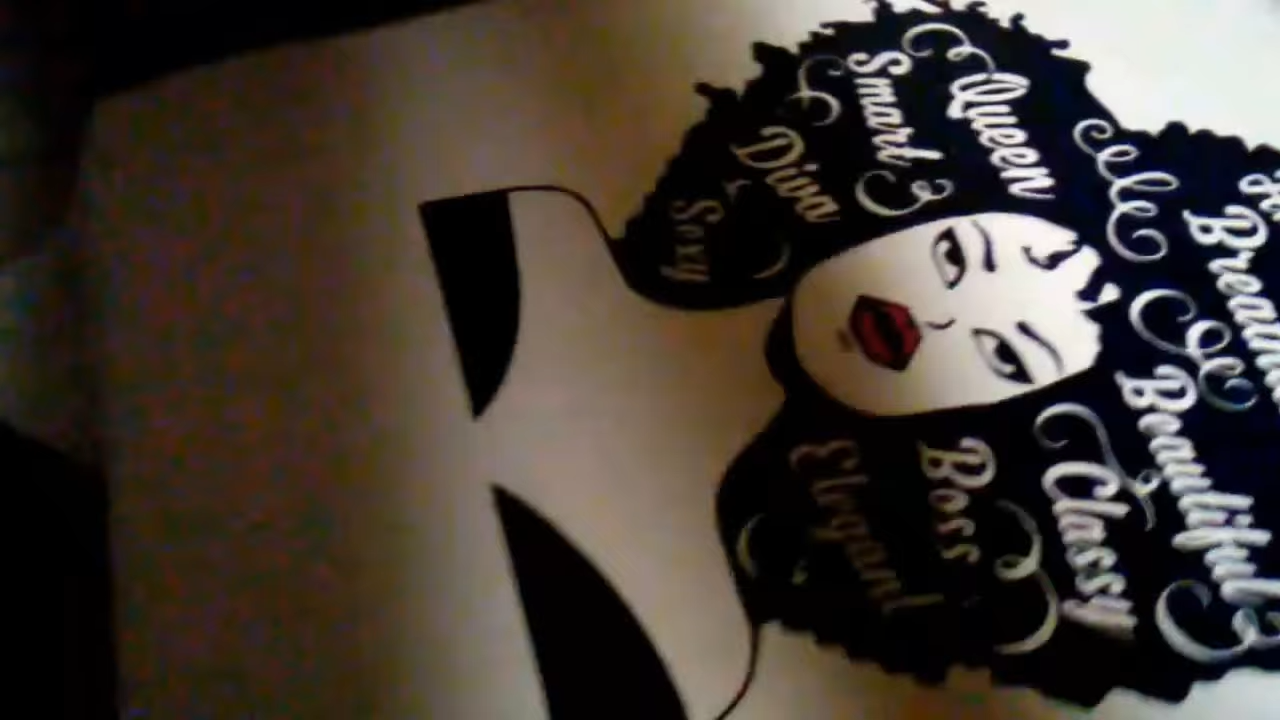 Queen
Smart
Diva
Sexy
Beautiful
Classy
Boss
Elegant